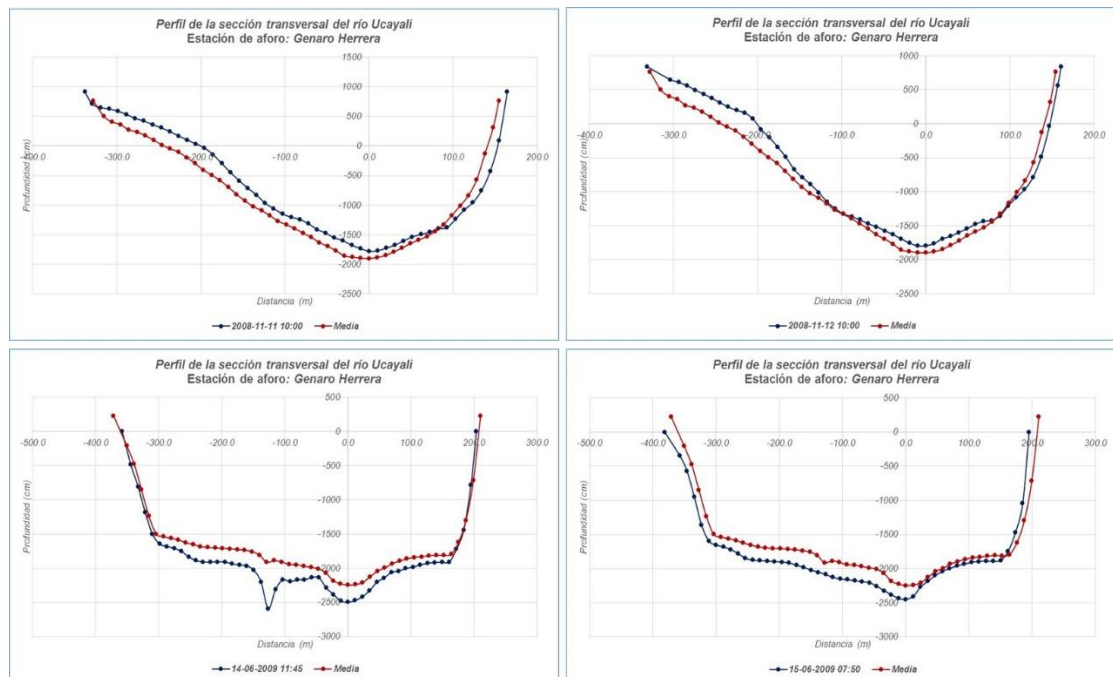 Perfil de la sección transversal del río Ucayali
Estación de aforo: Genaro Herrera
1500
1000
500
0
-400.0 -300.0 -200.0 -100.0 0.0 100.0 200.0
-500
-1000
-1500
-2000
-2500
Profundidad (cm)
Distancia (m)
2008-11-11 10:00 Media
Perfil de la sección transversal del río Ucayali
Estación de aforo: Genaro Herrera
1000
500
0
-400.0 -300.0 -200.0 -100.0 0.0 100.0 200.0
-500
-1000
-1500
-2000
-2500
Profundidad (cm)
Distancia (m)
2008-11-12 10:00 Media
Perfil de la sección transversal del río Ucayali
Estación de aforo: Genaro Herrera
500
0
-500.0 -400.0 -300.0 -200.0 -100.0 0.0 100.0 200.0 300.0
-500
-1000
-1500
-2000
-2500
-3000
Profundidad (cm)
Distancia (m)
14-06-2009 11:45 Media
Perfil de la sección transversal del río Ucayali
Estación de aforo: Genaro Herrera
500
0
-500.0 -400.0 -300.0 -200.0 -100.0 0.0 100.0 200.0 300.0
-500
-1000
-1500
-2000
-2500
-3000
Profundidad (cm)
Distancia (m)
15-06-2009 07:50 Media